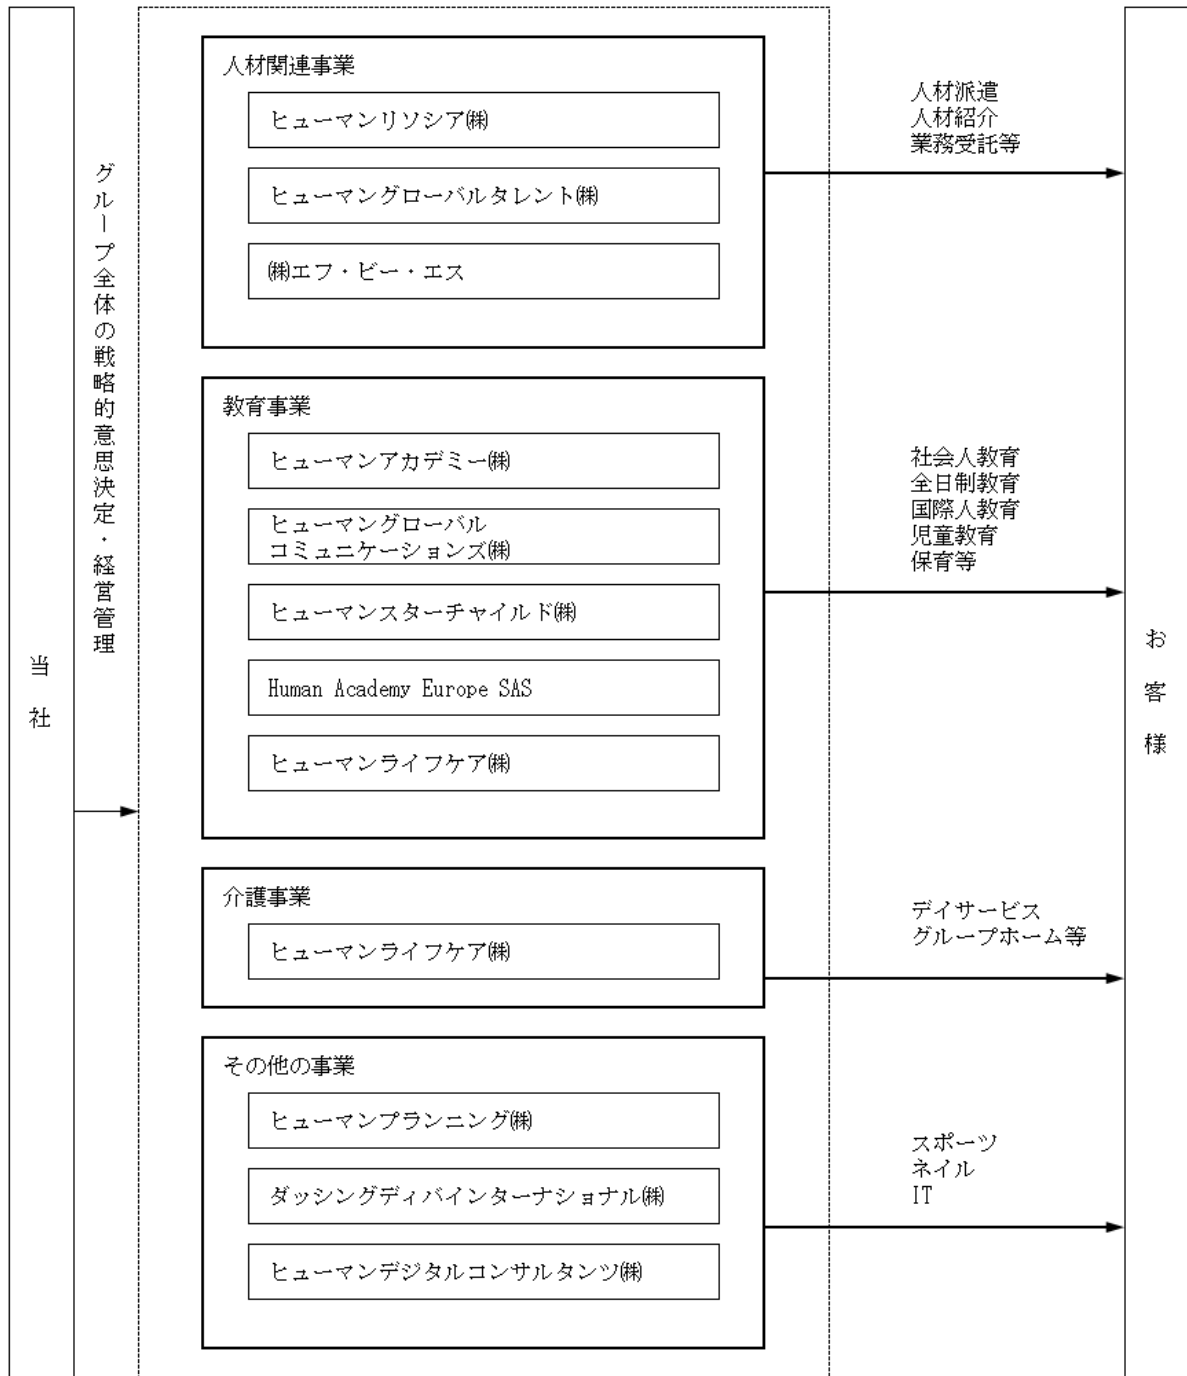 当社
グループ全体の戦略的意思決定・経営管理
人材関連事業
ヒューマンリソシア㈱
ヒューマングローバルタレント㈱
㈱エフ・ビー・エス
人材派遣
人材紹介
業務受託等
教育事業
ヒューマンアカデミー㈱
ヒューマングローバル
コミュニケーションズ㈱
ヒューマンスターチャイルド㈱
Human Academy Europe SAS
ヒューマンライフケア㈱
社会人教育
全日制教育
国際人教育
児童教育
保育等
介護事業
ヒューマンライフケア㈱
デイサービス
グループホーム等
その他の事業
ヒューマンプランニング㈱
ダッシングディバインターナショナル㈱
ヒューマンデジタルコンサルタンツ㈱
スポーツ
ネイル
IT
お客様